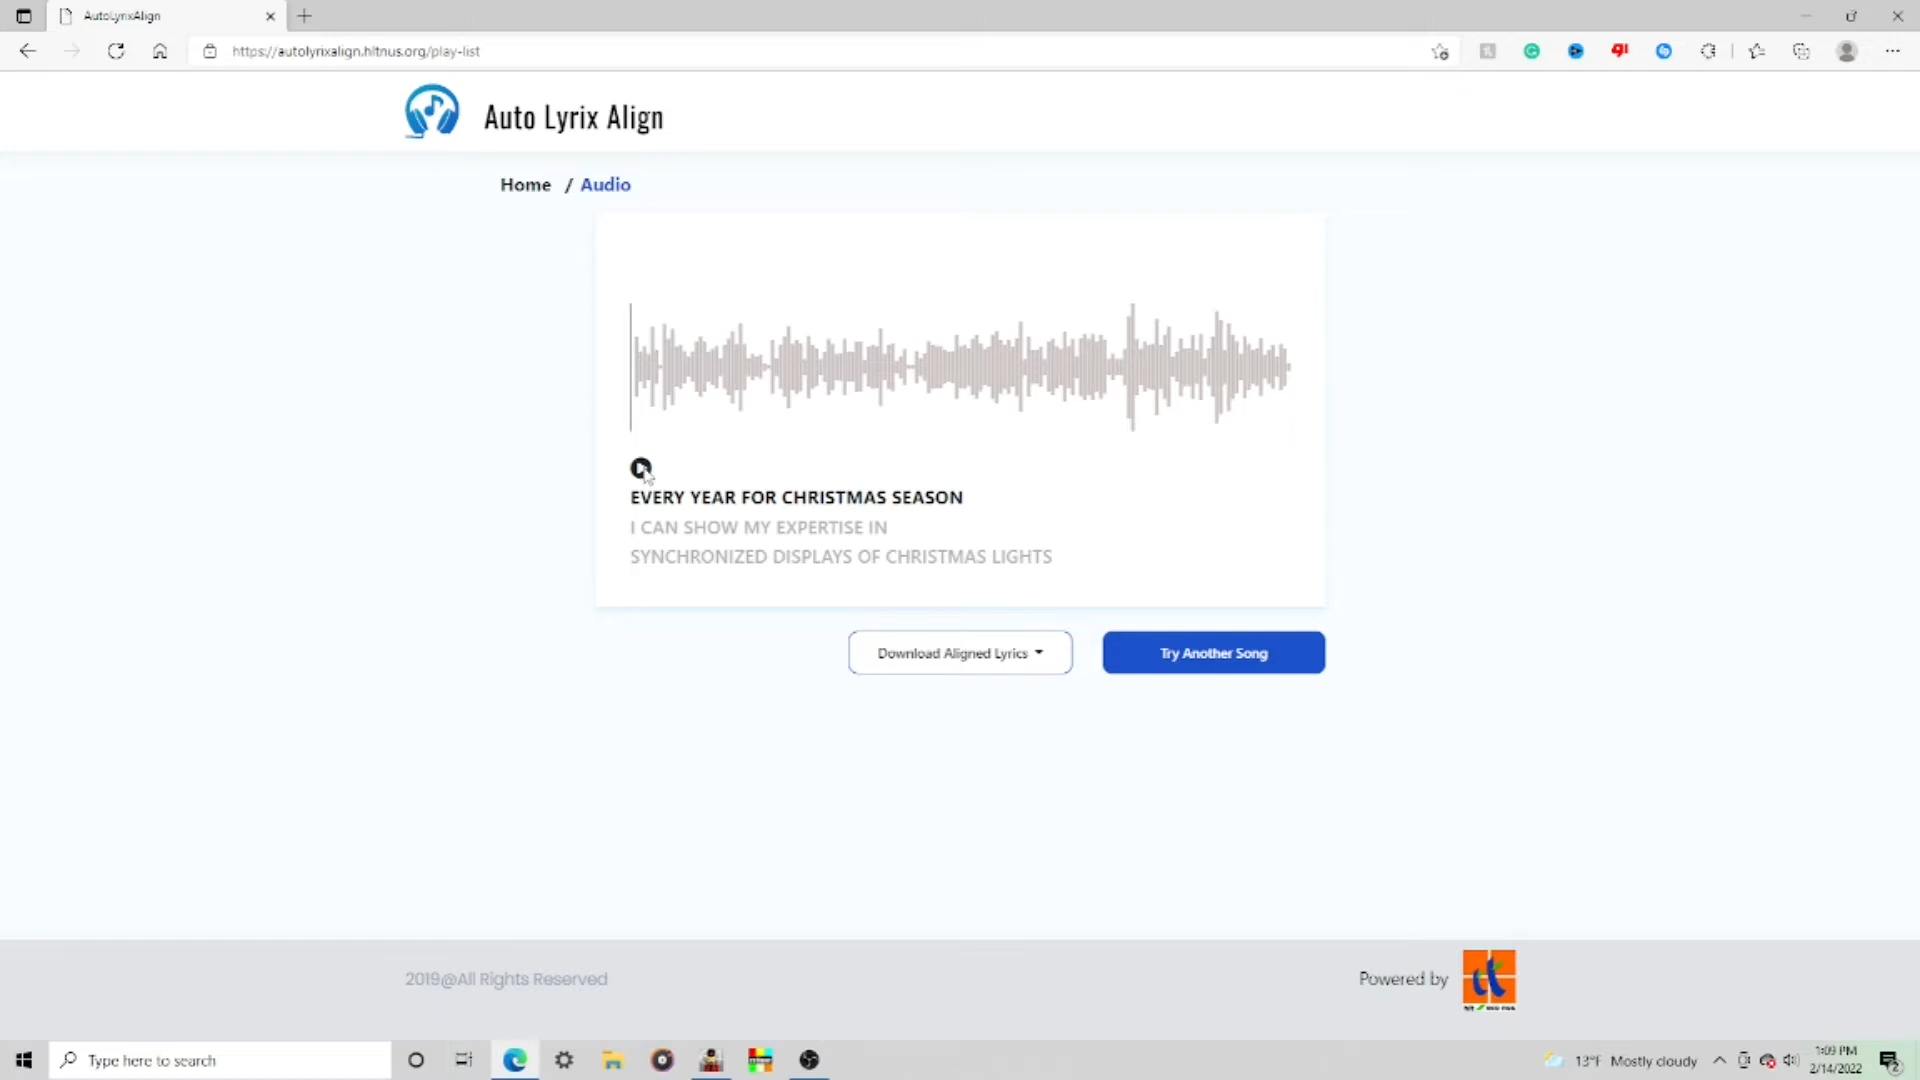 AutoLyrixAlign
https://autolyrixalign.hltnus.org/play-list
Auto Lyrix Align
Home / Audio
EVERY YEAR FOR CHRISTMAS SEASON
I CAN SHOW MY EXPERTISE IN
SYNCHRONIZED DISPLAYS OF CHRISTMAS LIGHTS
Download Aligned Lyrics
Try Another Song
2019@All Rights Reserved
Powered by
Type here to search
13°F Mostly cloudy
1:09 PM
2/14/2022
2